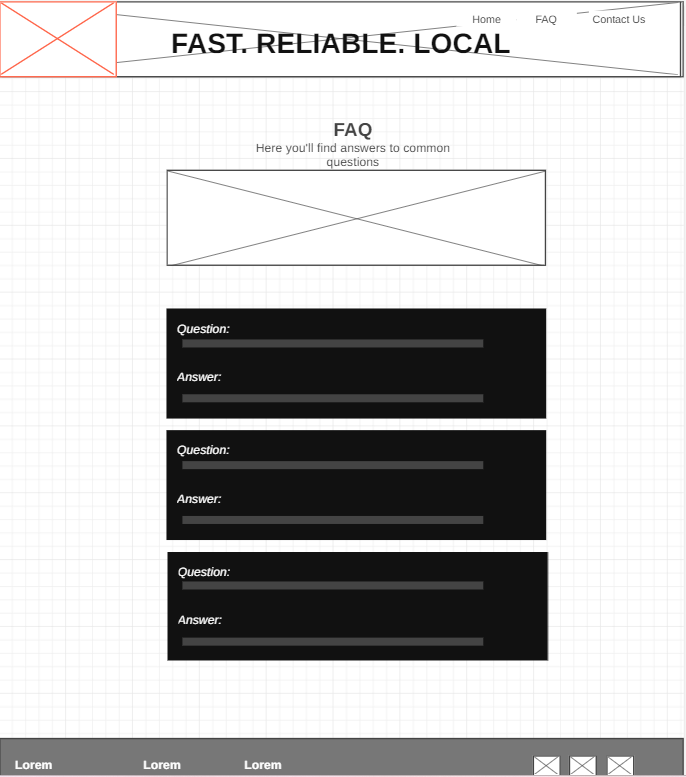 Home FAQ Contact Us
FAST. RELIABLE. LOCAL
FAQ
Here you'll find answers to common
questions
Question:
Answer:
Question:
Answer:
Question:
Answer:
Lorem Lorem Lorem